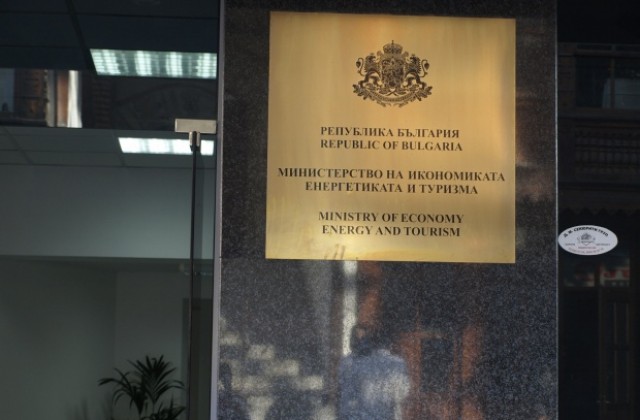 РЕПУБЛИКА БЪЛГАРИЯ
REPUBLIC OF BULGARIA
МИНИСТЕРСТВО НА ИКОНОМИКАТА
ЕНЕРГЕТИКАТА И ТУРИЗМА
MINISTRY OF ECONOMY
ENERGY AND TOURISM